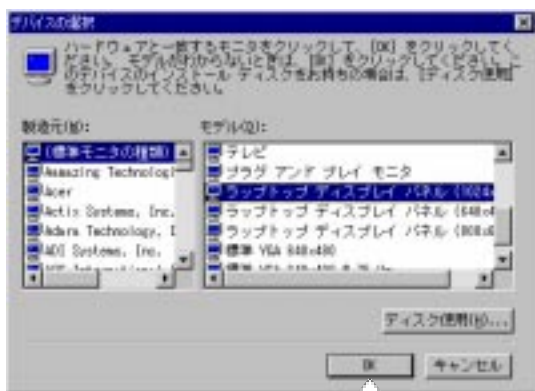 デバイスの選択
ハードウェアと一致するモニタをクリックして、[OK] をクリックしてく
ださい。モデルがわからないときは、[OK] をクリックしてください。こ
のデバイスのインストール ディスクをお持ちの場合は、[ディスク使用]
をクリックしてください。
製造元(M):
モデル(D):
(標準モニタの種類)
Aamazing Technolog
Acer
Actix Systems, Inc.
Adara Technology, I
ADI Systems, Inc.
テレビ
プラグ アンド プレイ モニタ
ラップトップ ディスプレイ パネル (1024x
ラップトップ ディスプレイ パネル (640x4
ラップトップ ディスプレイ パネル (800x6
標準 VGA 640x480
ディスク使用(H)...
OK
キャンセル